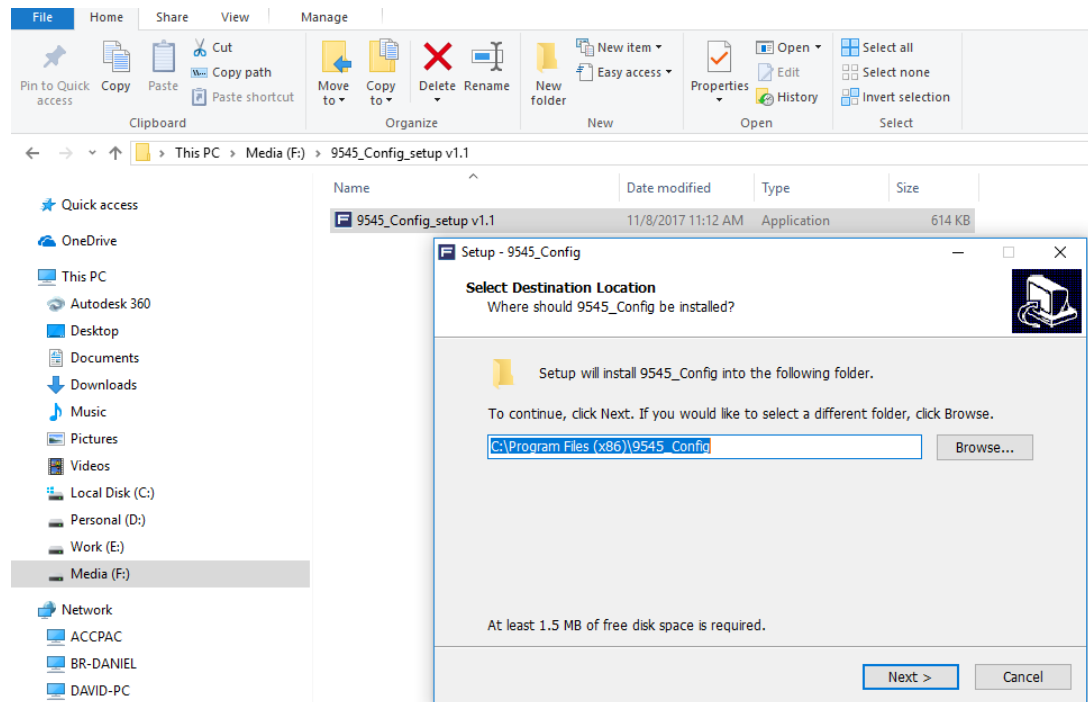 File Home Share View Manage
Pin to Quick access
Copy
Paste
Cut
Copy path
Paste shortcut
Clipboard
Move to
Copy to
Delete
Rename
Organize
New folder
New item
Easy access
New
Properties
Open
Edit
History
Open
Select all
Select none
Invert selection
Select
This PC > Media (F:) > 9545_Config_setup v1.1
Quick access
OneDrive
This PC
Autodesk 360
Desktop
Documents
Downloads
Music
Pictures
Videos
Local Disk (C:)
Personal (D:)
Work (E:)
Media (F:)
Network
ACCPAC
BR-DANIEL
DAVID-PC
Name Date modified Type Size
9545_Config_setup v1.1 11/8/2017 11:12 AM Application 614 KB
Setup - 9545_Config
Select Destination Location
Where should 9545_Config be installed?
Setup will install 9545_Config into the following folder.
To continue, click Next. If you would like to select a different folder, click Browse.
C:\Program Files (x86)\9545_Config
Browse...
At least 1.5 MB of free disk space is required.
Next >
Cancel